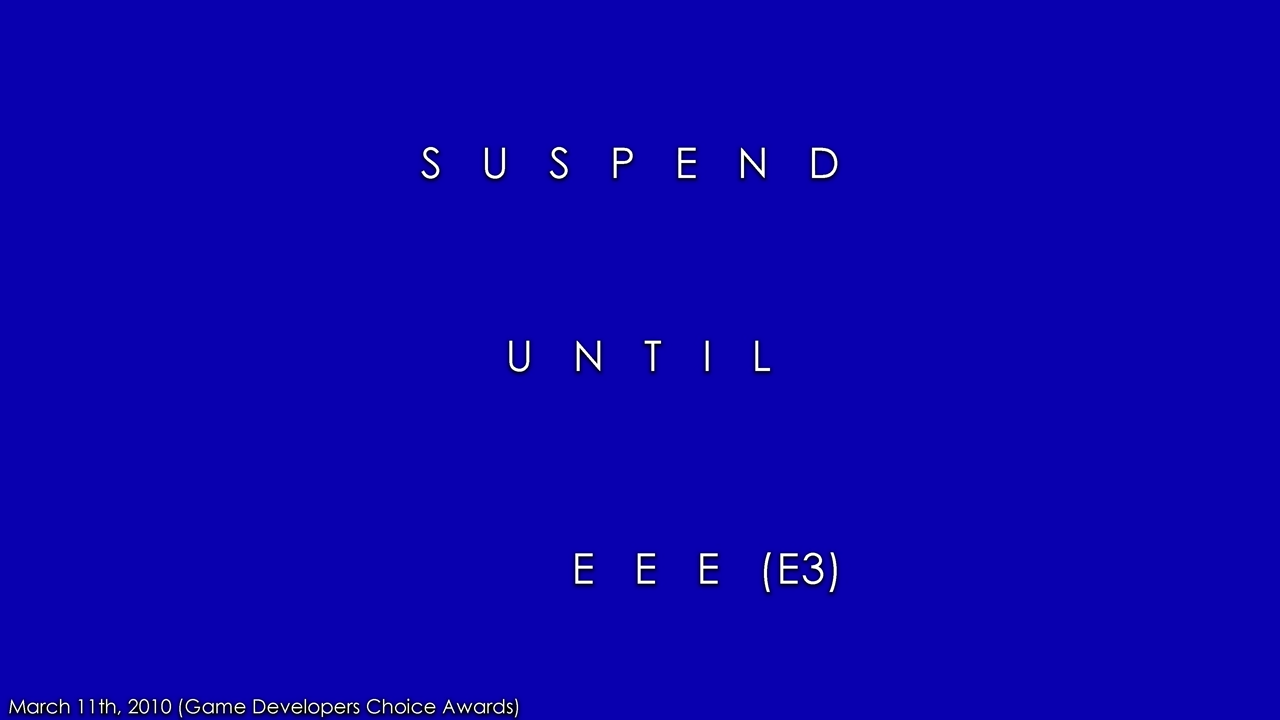 S U S P E N D
U N T I L
E E E (E3)
March 11th, 2010 (Game Developers Choice Awards)